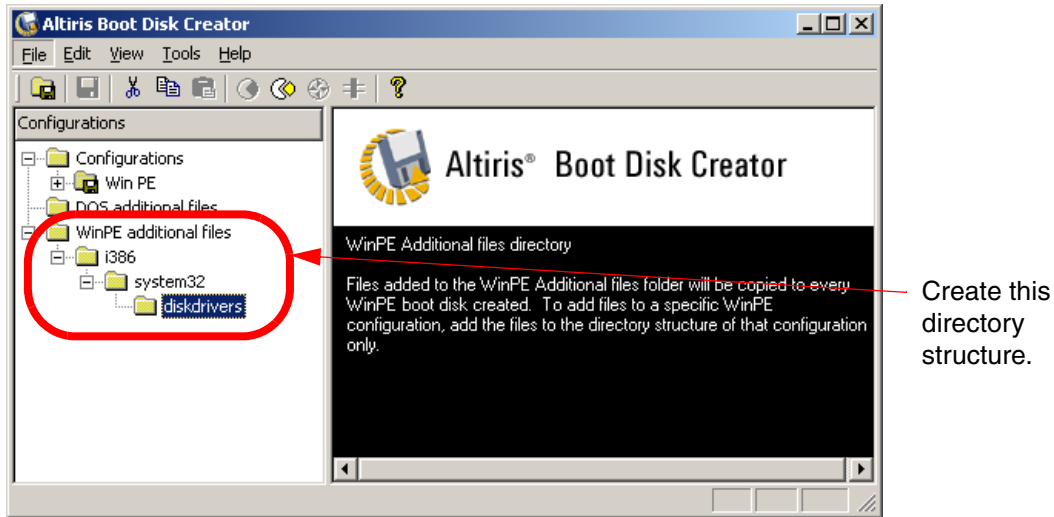 Altiris Boot Disk Creator
File Edit View Tools Help
Configurations
Configurations
Win PE
DOS additional files
WinPE additional files
i386
system32
diskdrivers
Altiris® Boot Disk Creator
WinPE Additional files directory
Files added to the WinPE Additional files folder will be copied to every
WinPE boot disk created. To add files to a specific WinPE
configuration, add the files to the directory structure of that configuration
only.
Create this
directory
structure.